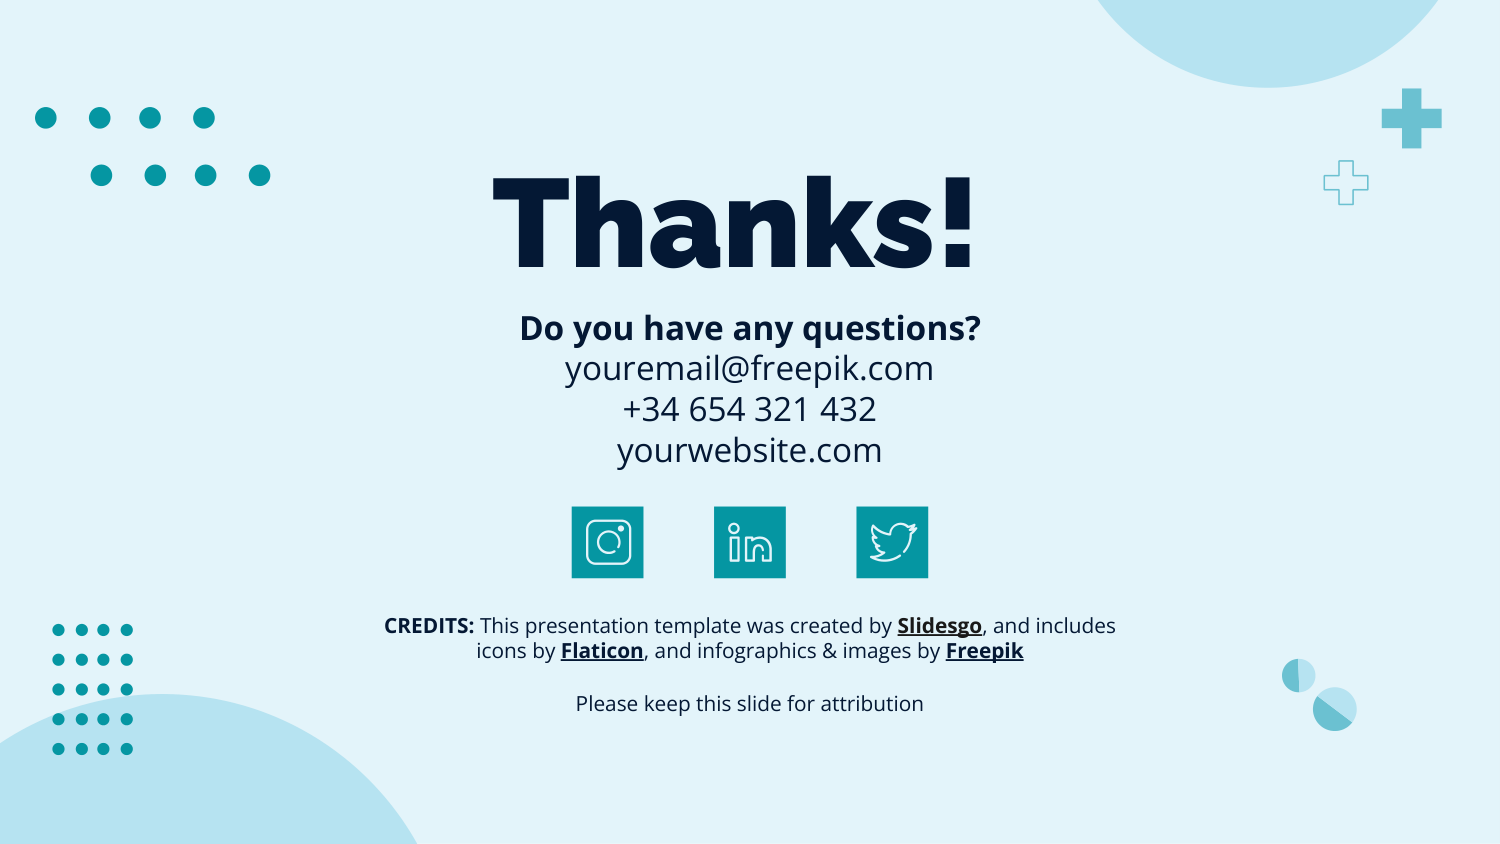 Thanks!
Do you have any questions?
youremail@freepik.com
+34 654 321 432
yourwebsite.com
in
CREDITS: This presentation template was created by Slidesgo, and includes
icons by Flaticon, and infographics & images by Freepik
Please keep this slide for attribution